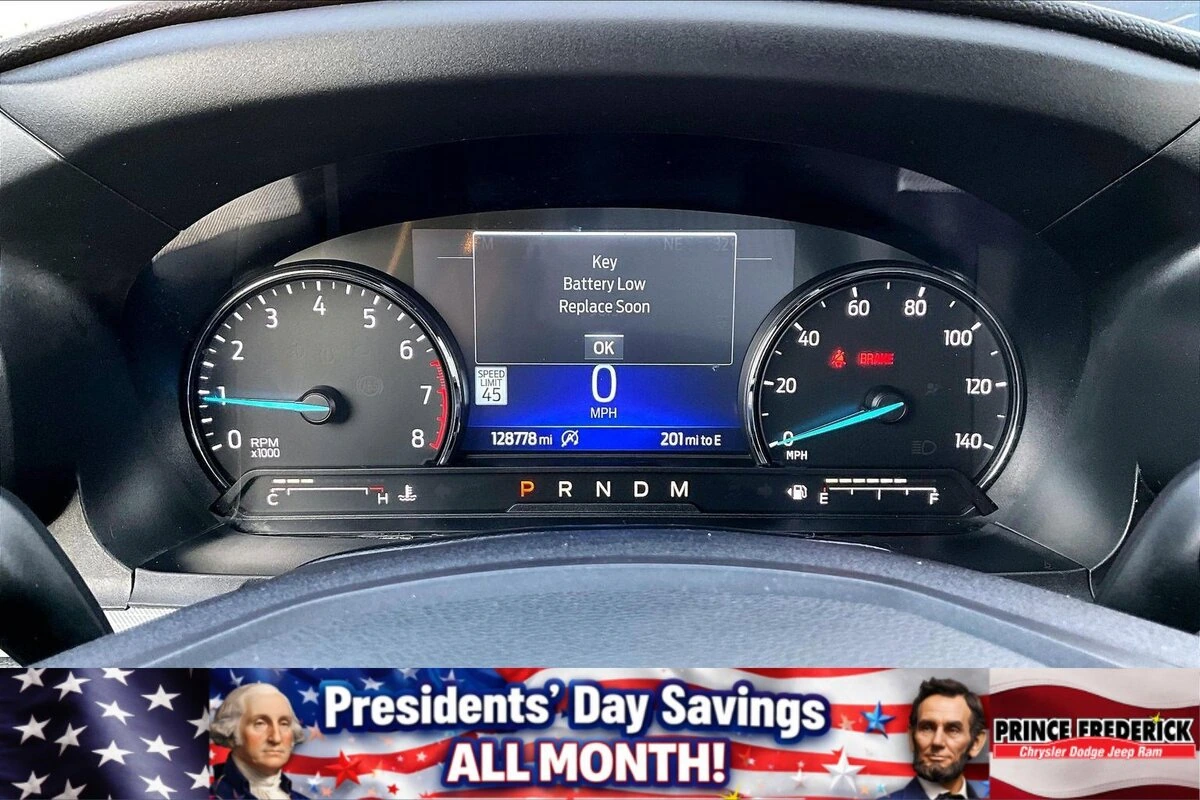 Key
Battery Low
Replace Soon
OK
SPEED
LIMIT
45
0
MPH
128778 mi
201 mi to E
0 1 2 3 4 5 6 7 8
RPM
x1000
0 20 40 60 80 100 120 140
MPH
BRAKE
C H
P R N D M
E F
Presidents' Day Savings
ALL MONTH!
PRINCE FREDERICK
Chrysler Dodge Jeep Ram